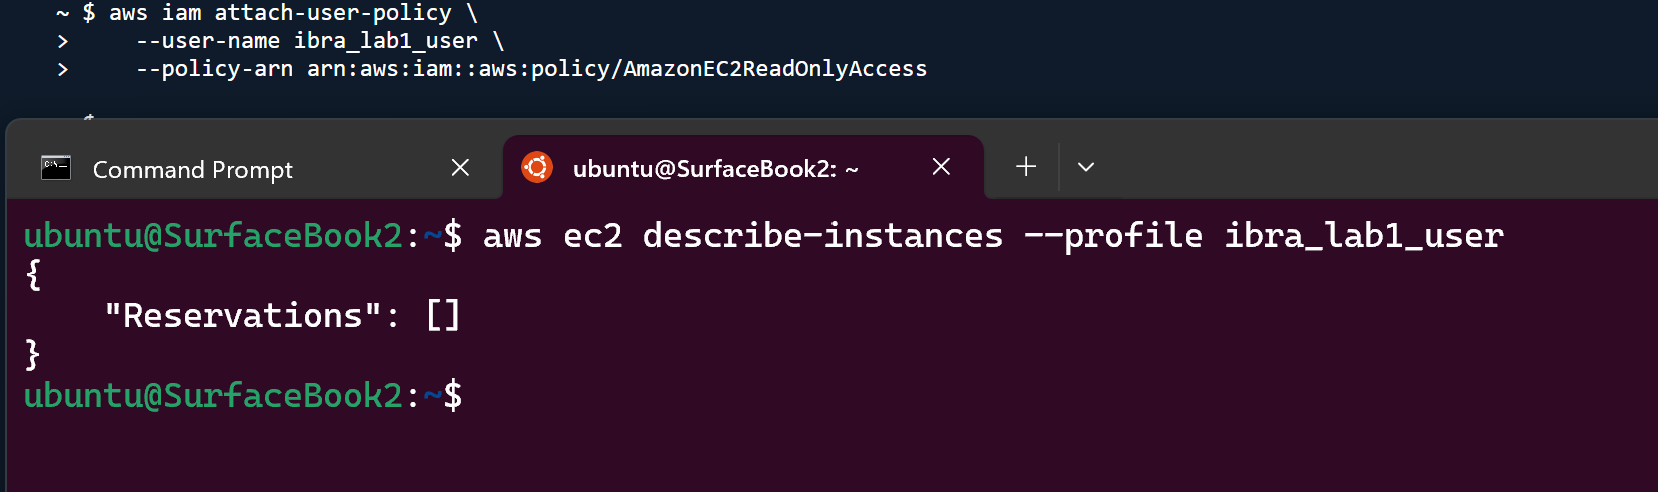 ~ $ aws iam attach-user-policy \
>     --user-name ibra_lab1_user \
>     --policy-arn arn:aws:iam::aws:policy/AmazonEC2ReadOnlyAccess
Command Prompt
ubuntu@SurfaceBook2: ~
ubuntu@SurfaceBook2:~$ aws ec2 describe-instances --profile ibra_lab1_user
{
    "Reservations": []
}
ubuntu@SurfaceBook2:~$